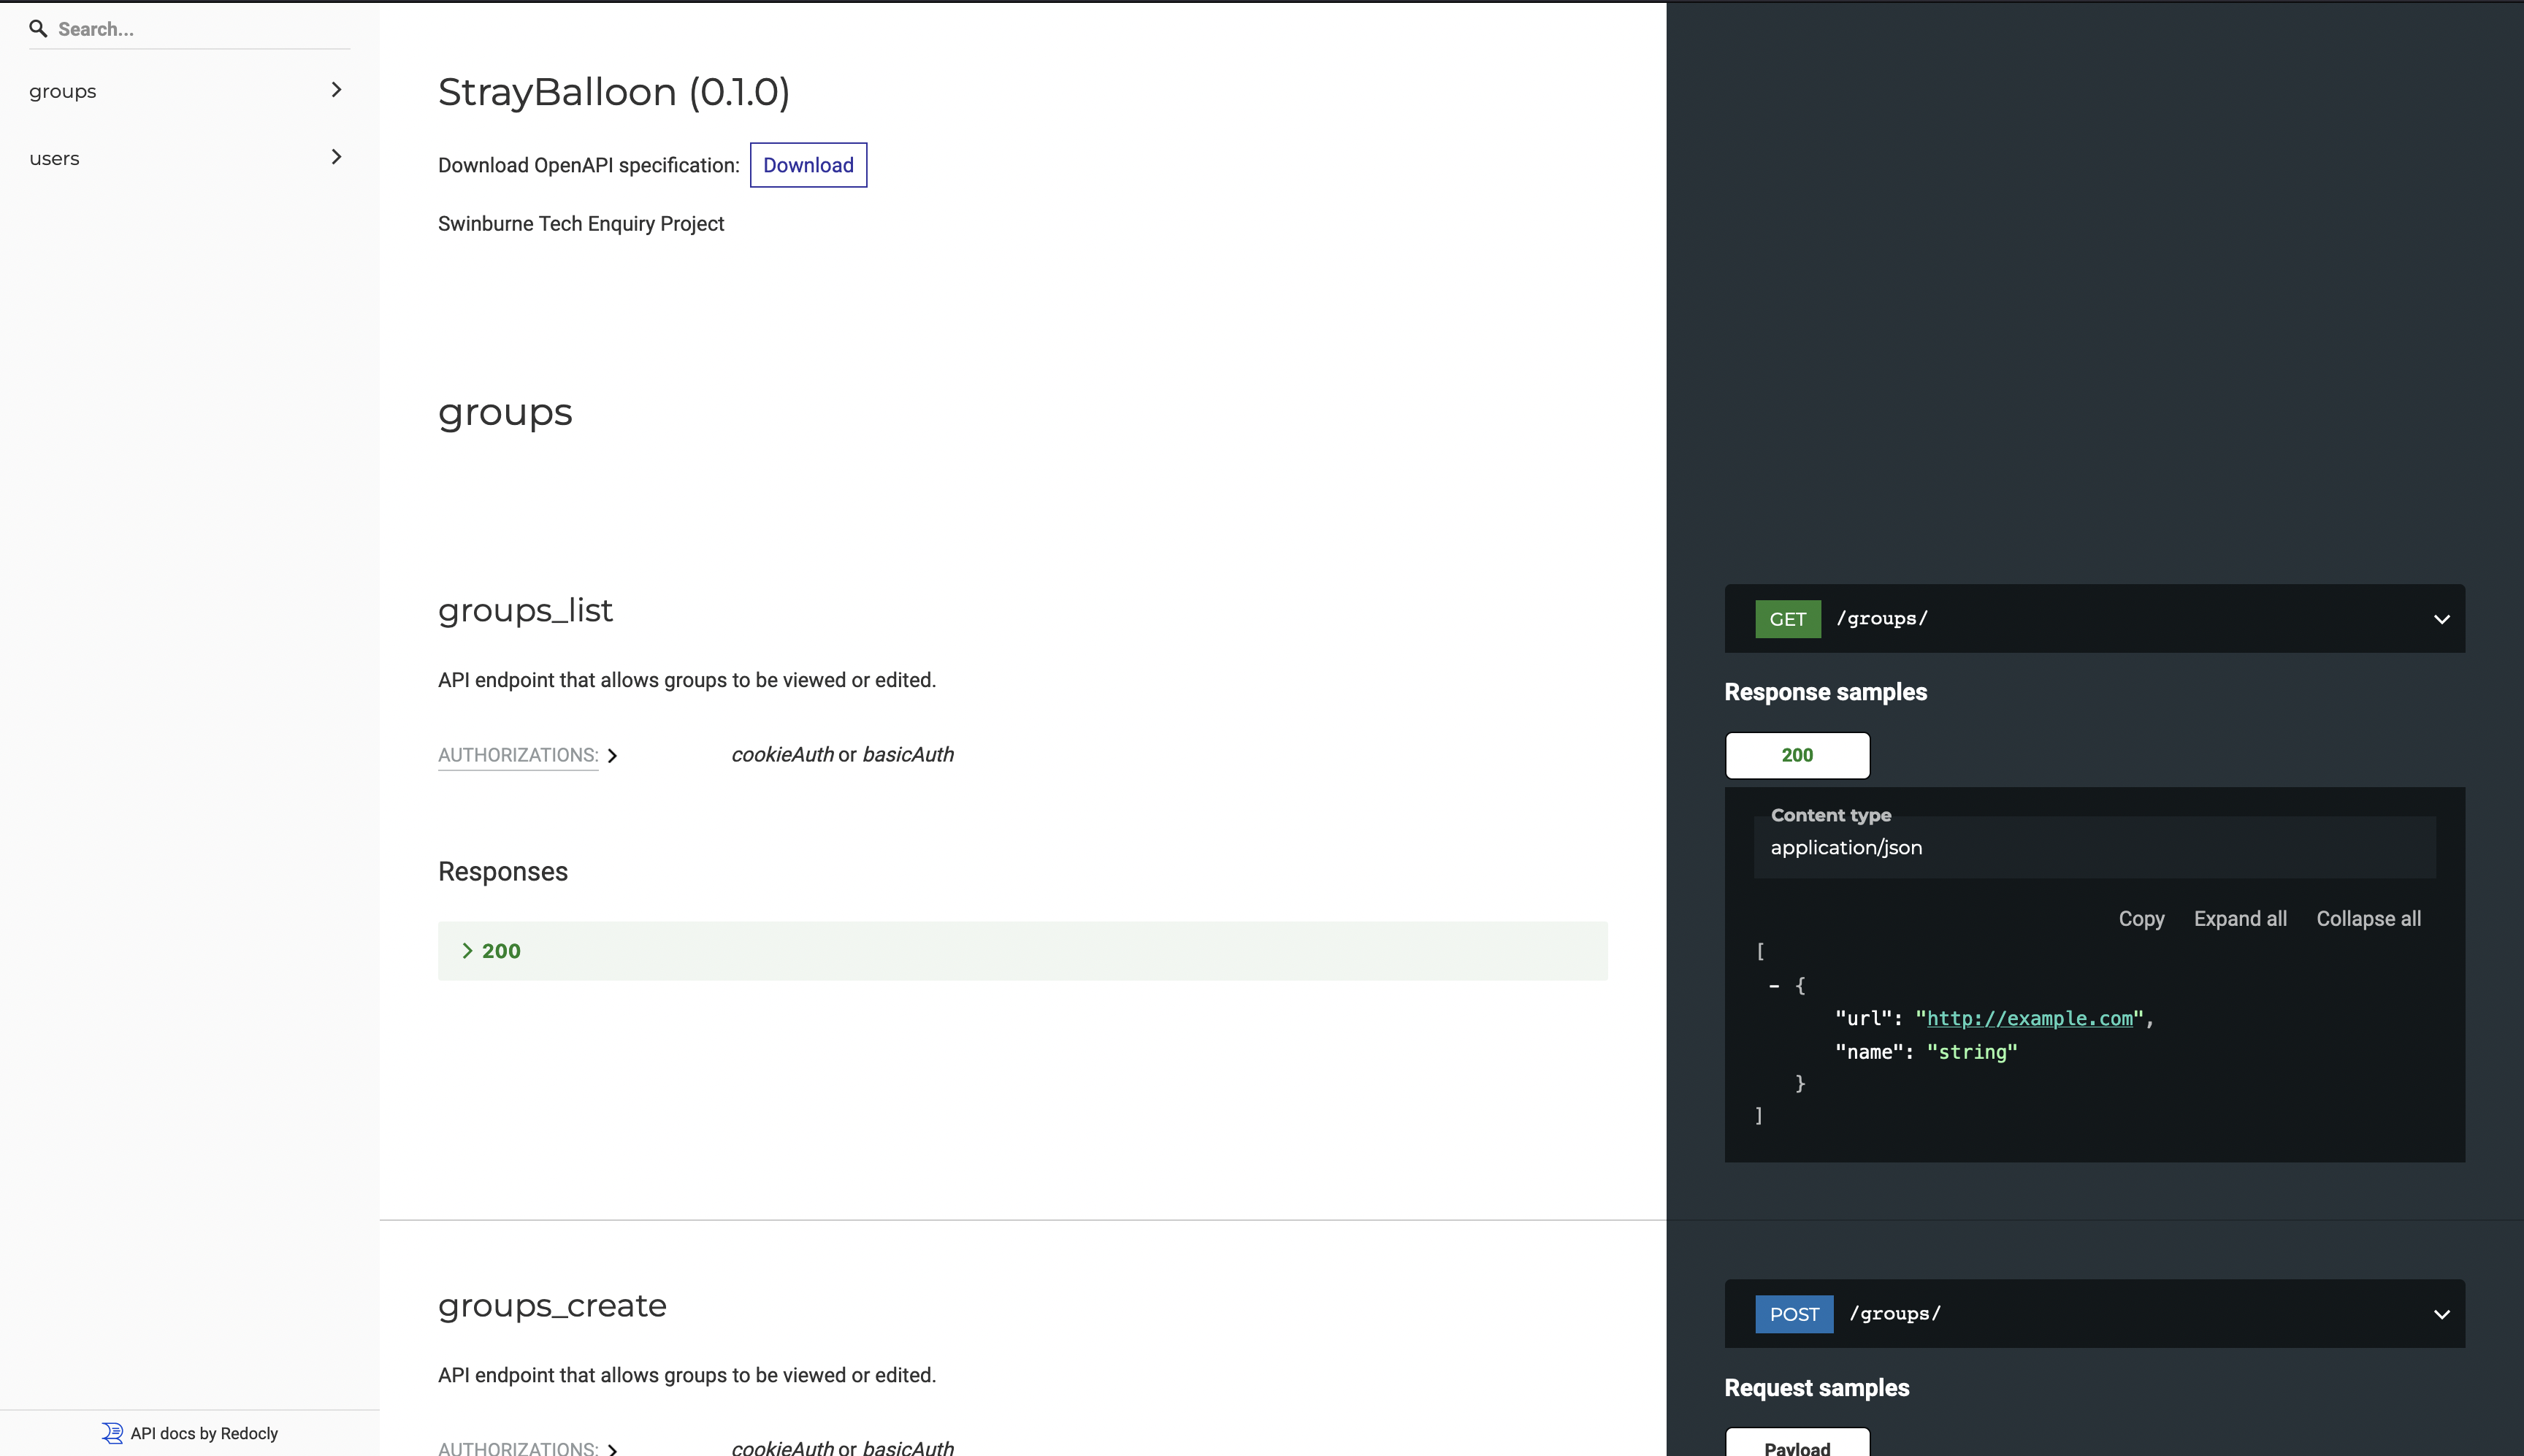 Search...
groups
users
API docs by Redocly
StrayBalloon (0.1.0)
Download OpenAPI specification: Download
Swinburne Tech Enquiry Project
groups
groups_list
API endpoint that allows groups to be viewed or edited.
AUTHORIZATIONS: cookieAuth or basicAuth
Responses
200
GET /groups/
Response samples
200
Content type
application/json
Copy Expand all Collapse all
[
- {
"url": "http://example.com",
"name": "string"
}
]
groups_create
API endpoint that allows groups to be viewed or edited.
AUTHORIZATIONS: cookieAuth or basicAuth
POST /groups/
Request samples
Payload